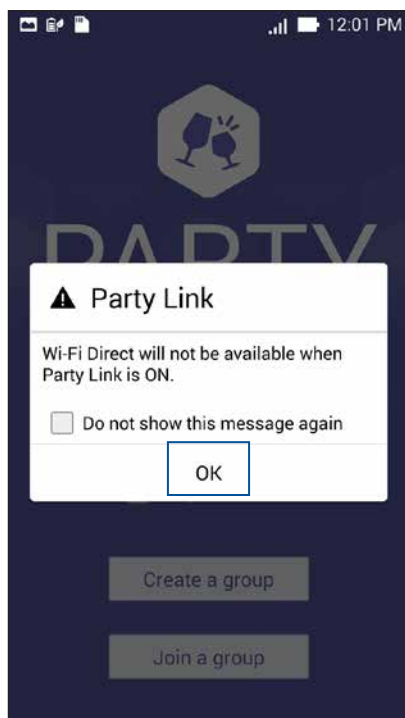 12:01 PM
PARTY
Party Link
Wi-Fi Direct will not be available when
Party Link is ON.
Do not show this message again
OK
Create a group
Join a group